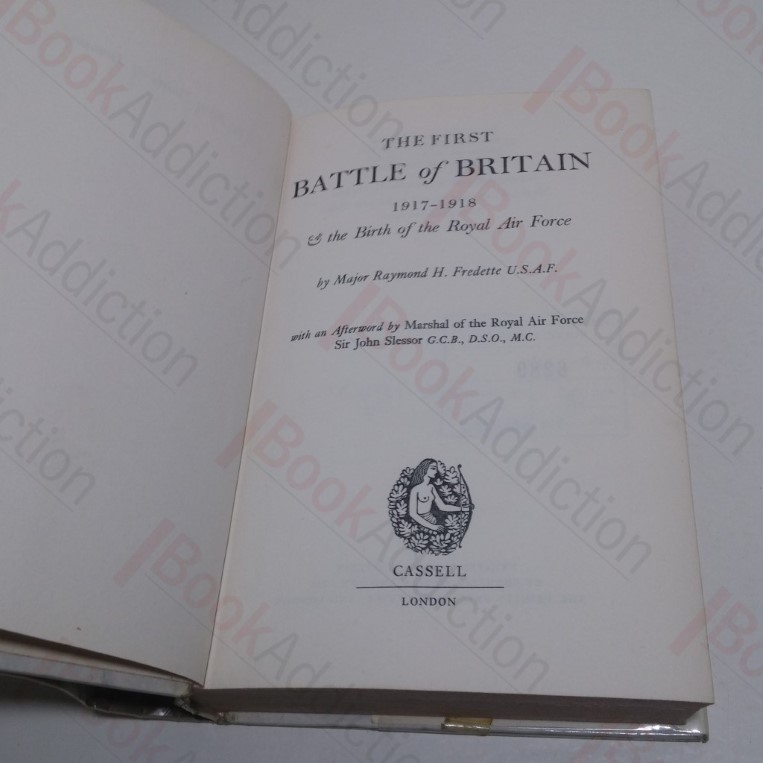 THE FIRST
BATTLE of BRITAIN
1917-1918
& the Birth of the Royal Air Force
by Major Raymond H. Fredette U.S.A.F.
with an Afterword by Marshal of the Royal Air Force
Sir John Slessor G.C.B., D.S.O., M.C.
CASSELL
LONDON
BookAddiction